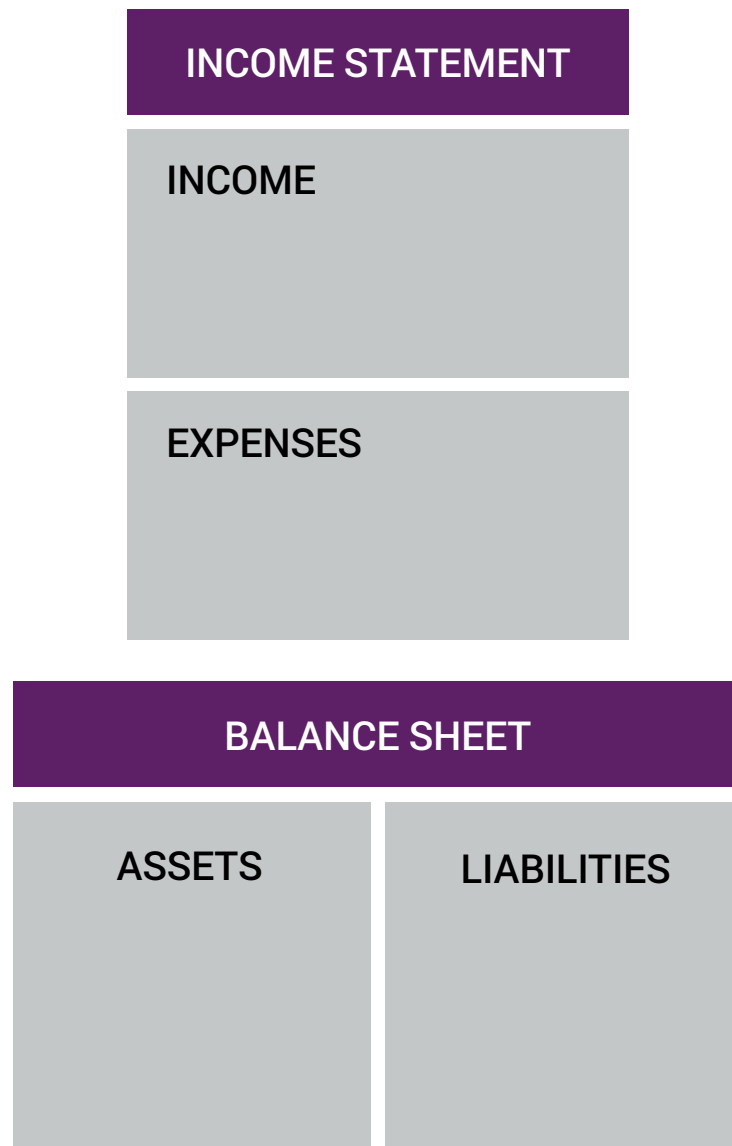 INCOME STATEMENT
INCOME
EXPENSES
BALANCE SHEET
ASSETS
LIABILITIES